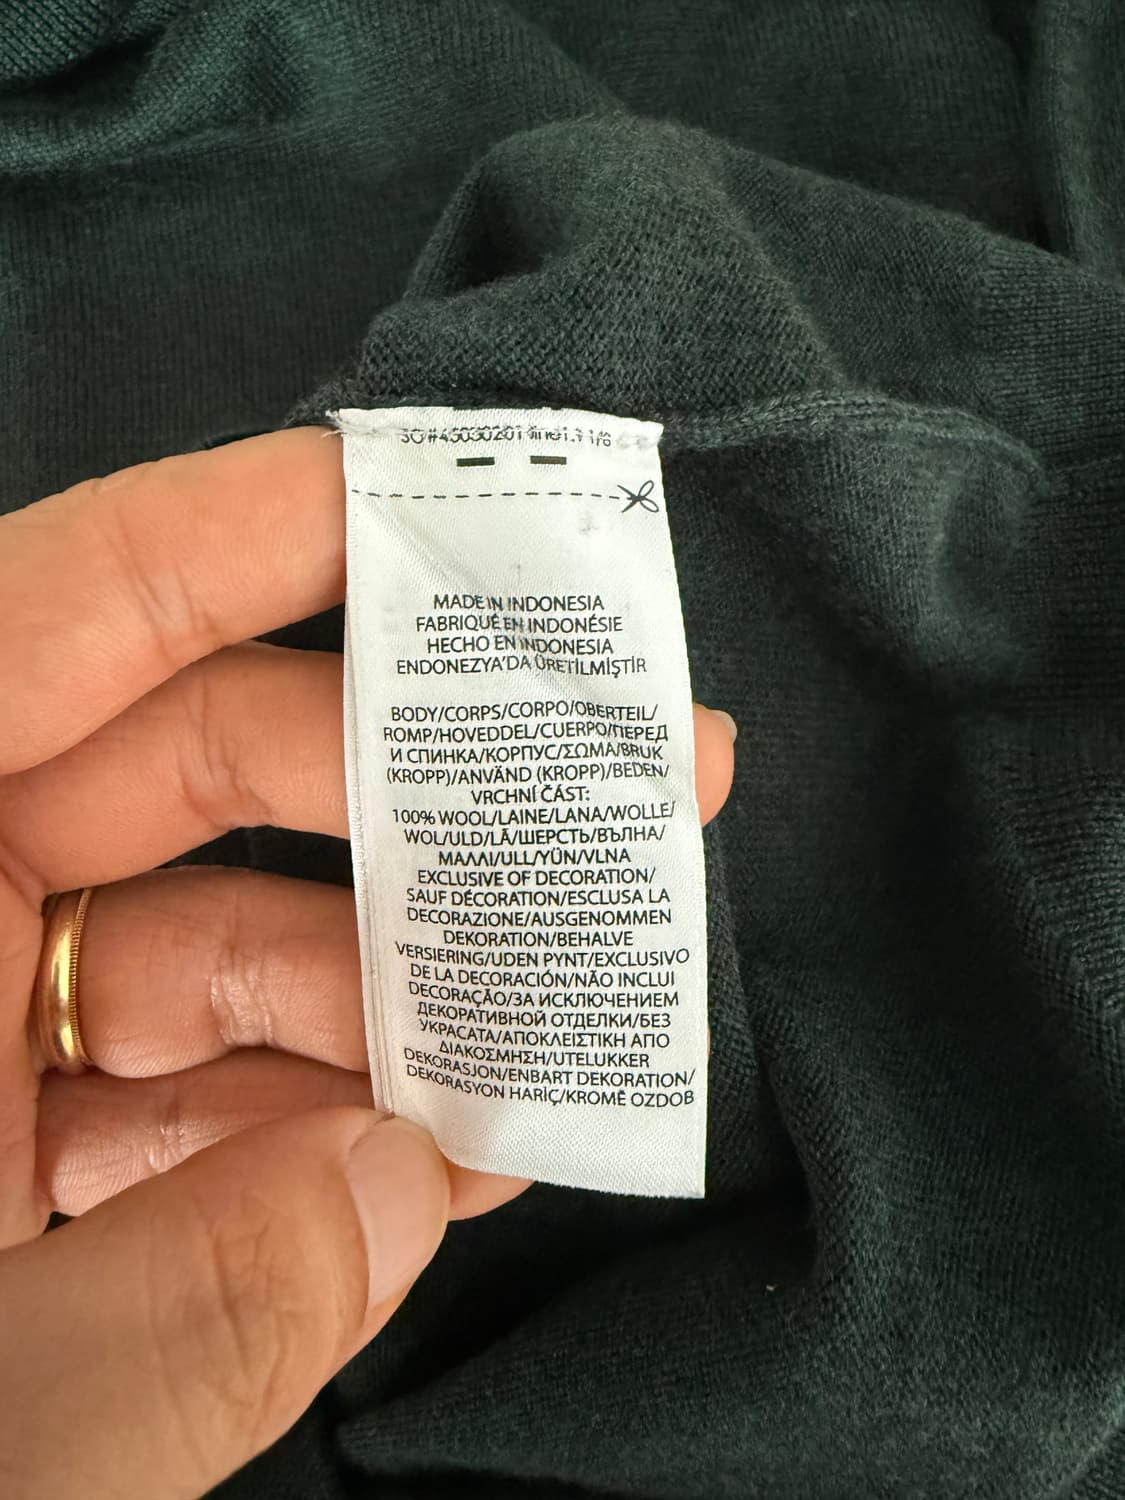 MADE IN INDONESIA
FABRIQUÉ EN INDONÉSIE
HECHO EN INDONESIA
ENDONEZYA'DA ÜRETİLMİŞTİR
BODY/CORPS/CORPO/OBERTEIL/
ROMP/HOVEDDEL/CUERPO/ПЕРЕД
И СПИНКА/КОРПУС/ΣΩΜΑ/BRUK
(KROPP)/ANVÄND (KROPP)/BEDEN/
VRCHNÍ ČÁST:
100% WOOL/LAINE/LANA/WOLLE/
WOL/ULD/LÃ/ШЕРСТЬ/ВЪЛНА/
ΜΑΛΛΙ/ULL/YÜN/VLNA
EXCLUSIVE OF DECORATION/
SAUF DÉCORATION/ESCLUSA LA
DECORAZIONE/AUSGENOMMEN
DEKORATION/BEHALVE
VERSIERING/UDEN PYNT/EXCLUSIVO
DE LA DECORACIÓN/NÃO INCLUI
DECORAÇÃO/ЗА ИСКЛЮЧЕНИЕМ
ДЕКОРАТИВНОЙ ОТДЕЛКИ/БЕЗ
УКРАСАТА/ΑΠΟΚΛΕΙΣΤΙΚΗ ΑΠΟ
ΔΙΑΚΟΣΜΗΣΗ/UTELUKKER
DEKORASJON/ENBART DEKORATION/
DEKORASYON HARİÇ/KROMĚ OZDOB